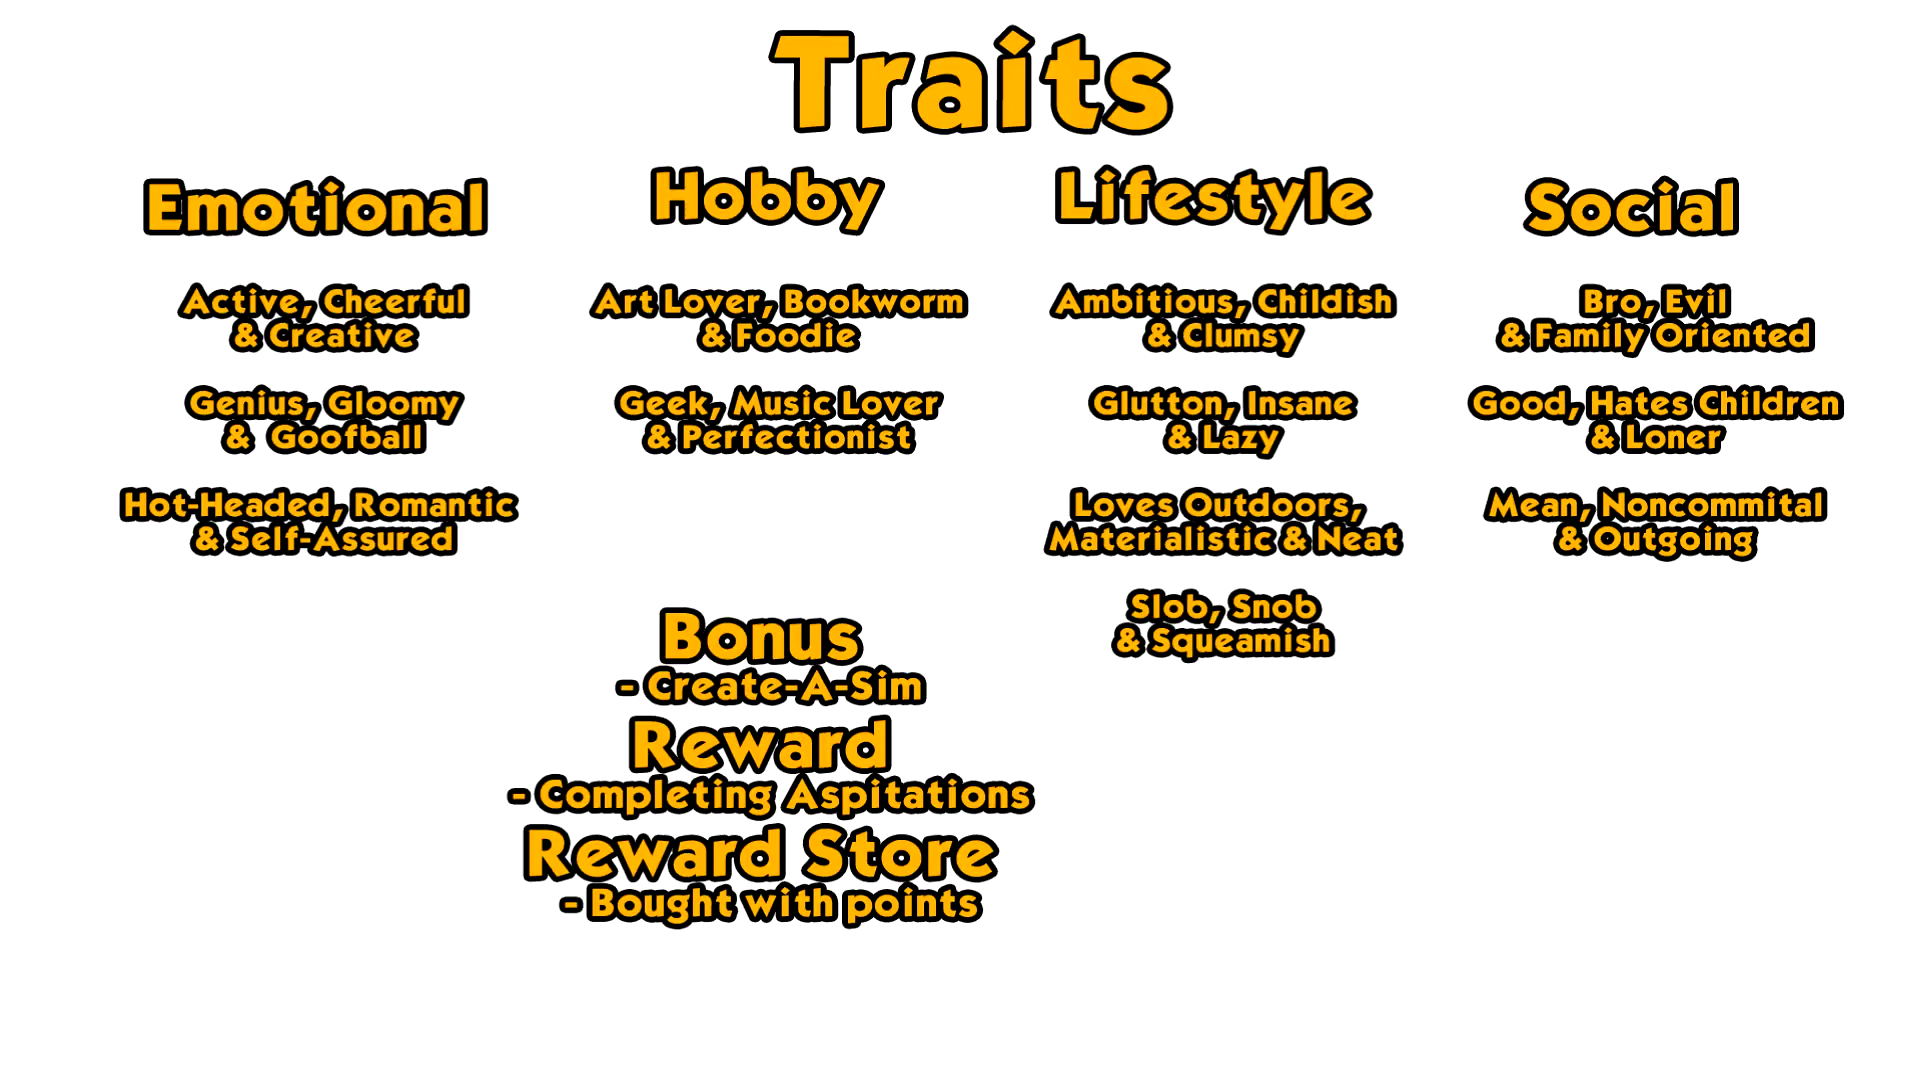 Traits
Emotional
Active, Cheerful
& Creative
Genius, Gloomy
& Goofball
Hot-Headed, Romantic
& Self-Assured
Hobby
Art Lover, Bookworm
& Foodie
Geek, Music Lover
& Perfectionist
Lifestyle
Ambitious, Childish
& Clumsy
Glutton, Insane
& Lazy
Loves Outdoors,
Materialistic & Neat
Slob, Snob
& Squeamish
Social
Bro, Evil
& Family Oriented
Good, Hates Children
& Loner
Mean, Noncommital
& Outgoing
Bonus
- Create-A-Sim
Reward
- Completing Aspitations
Reward Store
- Bought with points